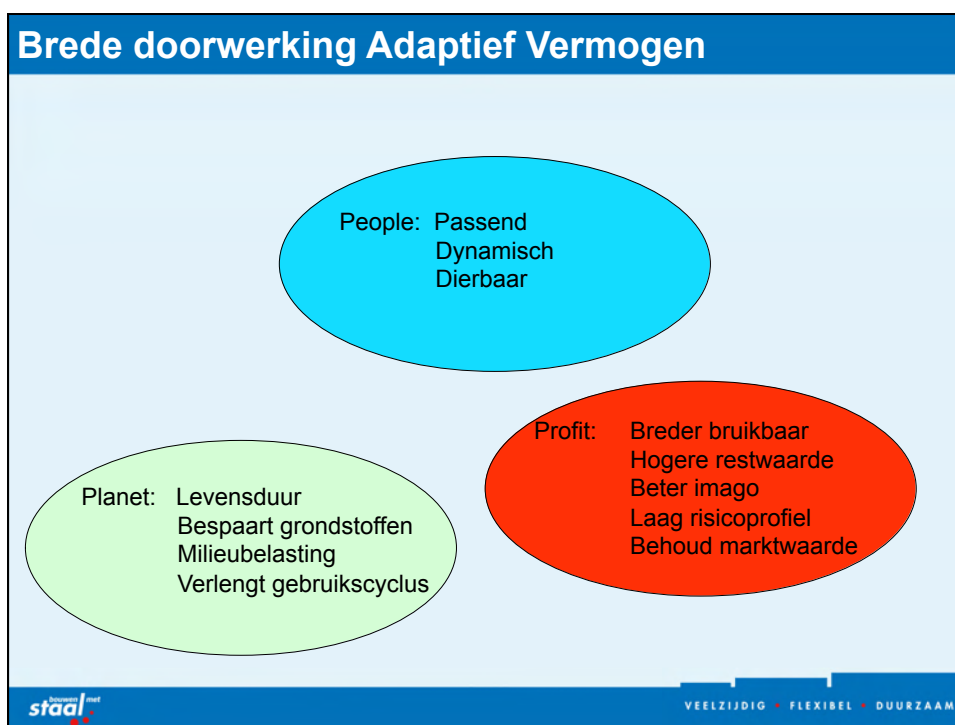 Brede doorwerking Adaptief Vermogen
People: Passend
Dynamisch
Dierbaar
Profit: Breder bruikbaar
Hogere restwaarde
Beter imago
Laag risicoprofiel
Behoud marktwaarde
Planet: Levensduur
Bespaart grondstoffen
Milieubelasting
Verlengt gebruikscyclus
bouwen met
staal
VEELZIJDIG • FLEXIBEL • DUURZAAM